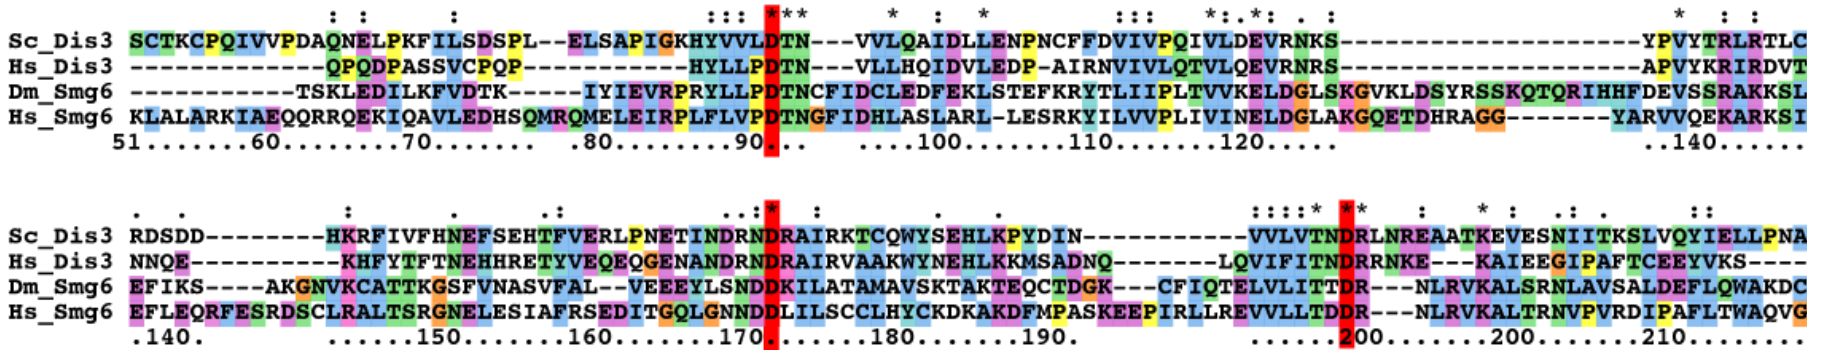 : :     :                ::: ***     *  :  *        :::   *:.*: . :                      *  : :
Sc_Dis3 SCTKCPQIVVPDAQNELPKFILSDSPL--ELSAPIGKHYVVLDTN---VVLQAIDLLENPNCFFDVIVPQIVLDEVRNKS--------------------YPVYTRLRTLC
Hs_Dis3 -------------QPQDPASSVCPQP-----------HYLLPDTN---VLLHQIDVLEDP-AIRNVIVLQTVLQEVRNRS--------------------APVYKRIRDVT
Dm_Smg6 -----------TSKLEDILKFVDTK-----IYIEVRPRYLLPDTNCFIDCLEDFEKLSTEFKRYTLIIPLTVVKELDGLSKGVKLDSYRSSKQTQRIHHFDEVSSRAKKSL
Hs_Smg6 KLALARKIAEQQRRQEKIQAVLEDHSQMRQMELEIRPLFLVPDTNGFIDHLASLARL-LESRKYILVVPLIVINELDGLAKGQETDHRAGG-------YARVVQEKARKSI
51.......60........70..........80........90...   ....100.......110.......120.....                    ..140......
.  .          :      .     .:          ..:*  :       .   .                ::::* **   :   * :  .: .     ::
Sc_Dis3 RDSDD--------HKRFIVFHNEFSEHTFVERLPNETINDRNDRAIRKTCQWYSEHLKPYDIN-----------VVLVTNDRLNREAATKEVESNIITKSLVQYIELLPNA
Hs_Dis3 NNQE----------KHFYTFTNEHHRETYVEQEQGENANDRNDRAIRVAAKWYNEHLKKMSADNQ-------LQVIFITNDRRNKE---KAIEEGIPAFTCEEYVKS----
Dm_Smg6 EFIKS----AKGNVKCATTKGSFVNASVFAL--VEEEYLSNDDKILATAMAVSKTAKTEQCTDGK---CFIQTELVLITTDR---NLRVKALSRNLAVSALDEFLQWAKDC
Hs_Smg6 EFLEQRFESRDSCLRALTSRGNELESIAFRSEDITGQLGNNDDLILSCCLHYCKDKAKDFMPASKEEPIRLLREVVLLTDDR---NLRVKALTRNVPVRDIPAFLTWAQVG
.140....        .......150.......160.......170.......180.......190..           ......200.......200.......210........